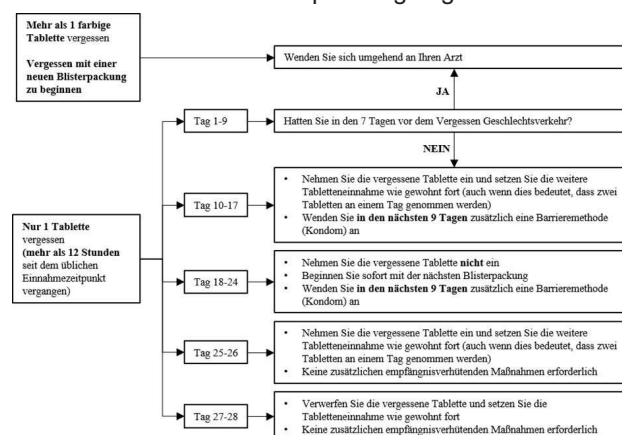 Mehr als 1 farbige
Tablette vergessen
Vergessen mit einer
neuen Blisterpackung
zu beginnen
Wenden Sie sich umgehend an Ihren Arzt
JA
Tag 1-9
Hatten Sie in den 7 Tagen vor dem Vergessen Geschlechtsverkehr?
NEIN
Nur 1 Tablette
vergessen
(mehr als 12 Stunden
seit dem üblichen
Einnahmezeitpunkt
vergangen)
Tag 10-17
• Nehmen Sie die vergessene Tablette ein und setzen Sie die weitere
Tabletteneinnahme wie gewohnt fort (auch wenn dies bedeutet, dass zwei
Tabletten an einem Tag genommen werden)
• Wenden Sie in den nächsten 9 Tagen zusätzlich eine Barrieremethode
(Kondom) an
Tag 18-24
• Nehmen Sie die vergessene Tablette nicht ein
• Beginnen Sie sofort mit der nächsten Blisterpackung
• Wenden Sie in den nächsten 9 Tagen zusätzlich eine Barrieremethode
(Kondom) an
Tag 25-26
• Nehmen Sie die vergessene Tablette ein und setzen Sie die weitere
Tabletteneinnahme wie gewohnt fort (auch wenn dies bedeutet, dass zwei
Tabletten an einem Tag genommen werden)
• Keine zusätzlichen empfängnisverhütenden Maßnahmen erforderlich
Tag 27-28
• Verwerfen Sie die vergessene Tablette und setzen Sie die
Tabletteneinnahme wie gewohnt fort
• Keine zusätzlichen empfängnisverhütenden Maßnahmen erforderlich